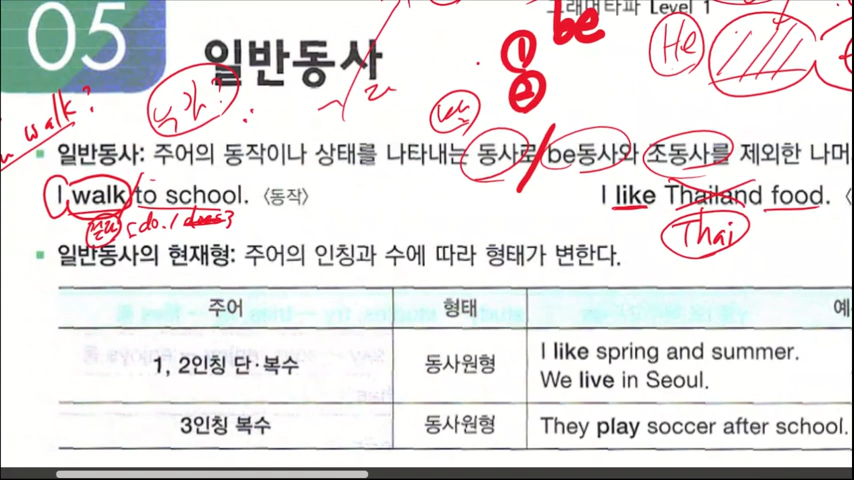 그래머타파 Level 1
05 일반동사
be
①
②
He
walk?
누가?
일반동사: 주어의 동작이나 상태를 나타내는 동사로 be동사와 조동사를 제외한 나머
I walk to school. 〈동작〉 I like Thailand food. 〈
[do. / does] Thai
일반동사의 현재형: 주어의 인칭과 수에 따라 형태가 변한다.
주어 형태 예
1, 2인칭 단·복수 동사원형 I like spring and summer.
We live in Seoul.
3인칭 복수 동사원형 They play soccer after school.